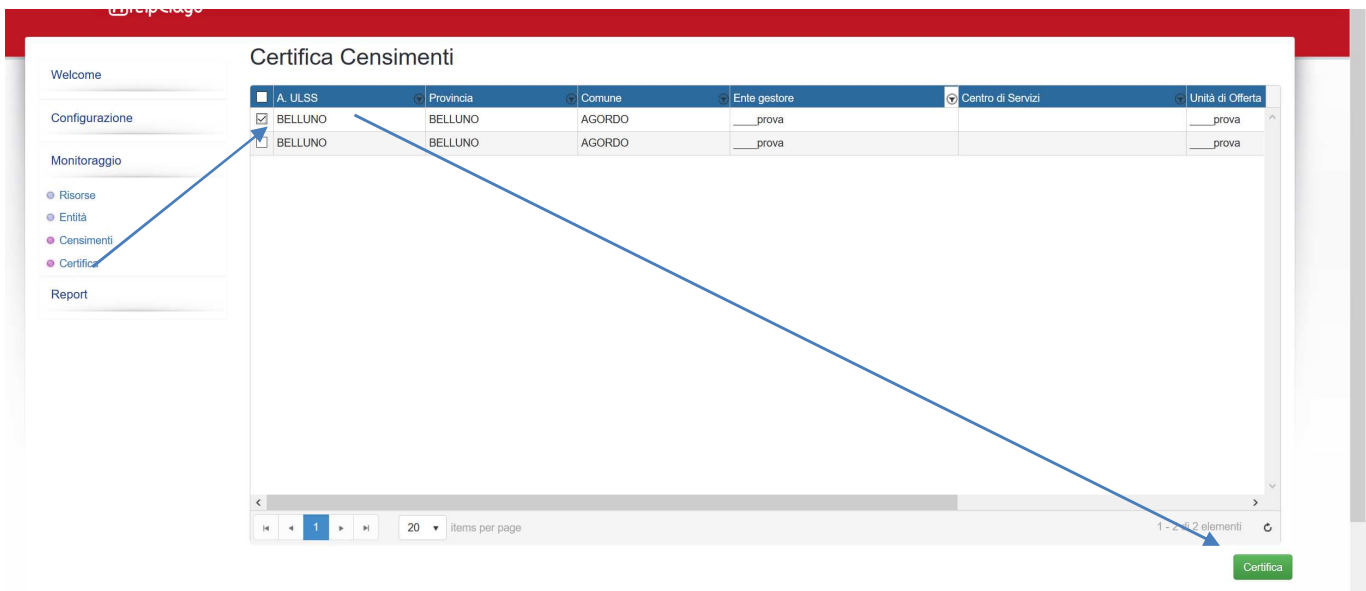 Certifica Censimenti
Welcome
Configurazione
Monitoraggio
Risorse
Entità
Censimenti
Certifica
Report
A. ULSS Provincia Comune Ente gestore Centro di Servizi Unità di Offerta
BELLUNO BELLUNO AGORDO ____prova ____prova
BELLUNO BELLUNO AGORDO ____prova ____prova
1 20 items per page 1 - 2 di 2 elementi
Certifica